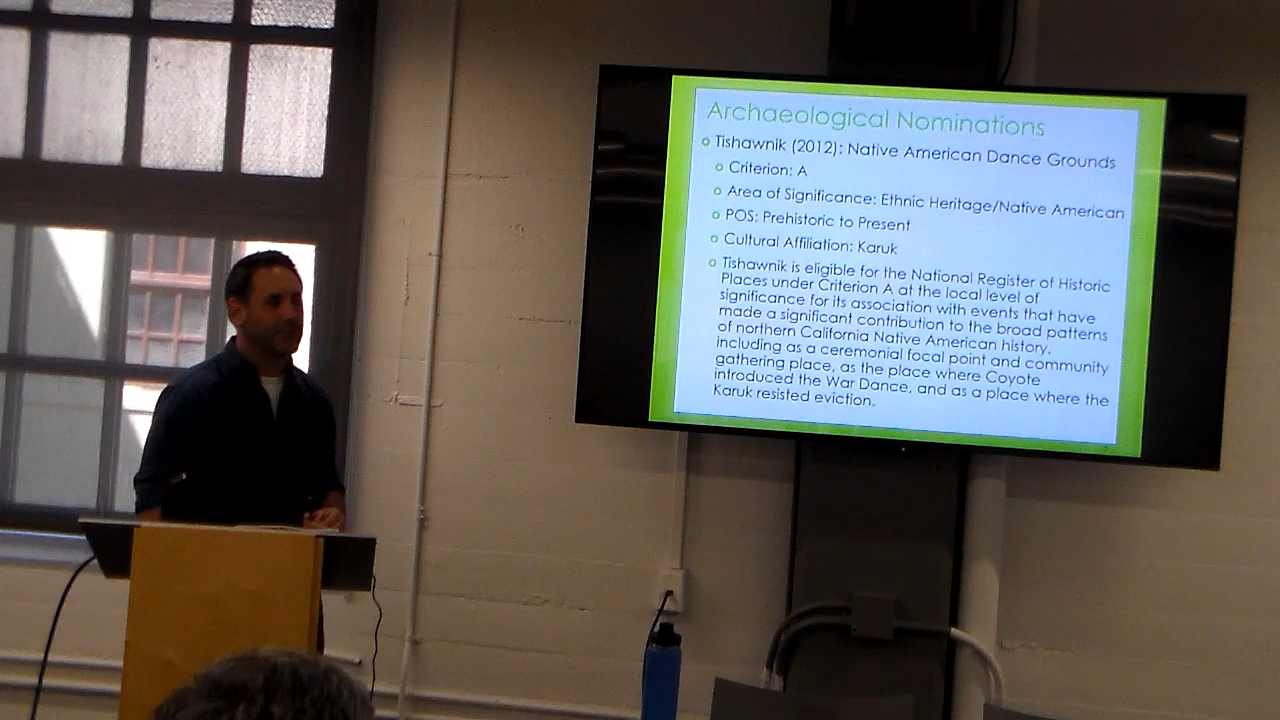 Archaeological Nominations
Tishawnik (2012): Native American Dance Grounds
Criterion: A
Area of Significance: Ethnic Heritage/Native American
POS: Prehistoric to Present
Cultural Affiliation: Karuk
Tishawnik is eligible for the National Register of Historic
Places under Criterion A at the local level of
significance for its association with events that have
made a significant contribution to the broad patterns
of northern California Native American history,
including as a ceremonial focal point and community
gathering place, as the place where Coyote
introduced the War Dance, and as a place where the
Karuk resisted eviction.